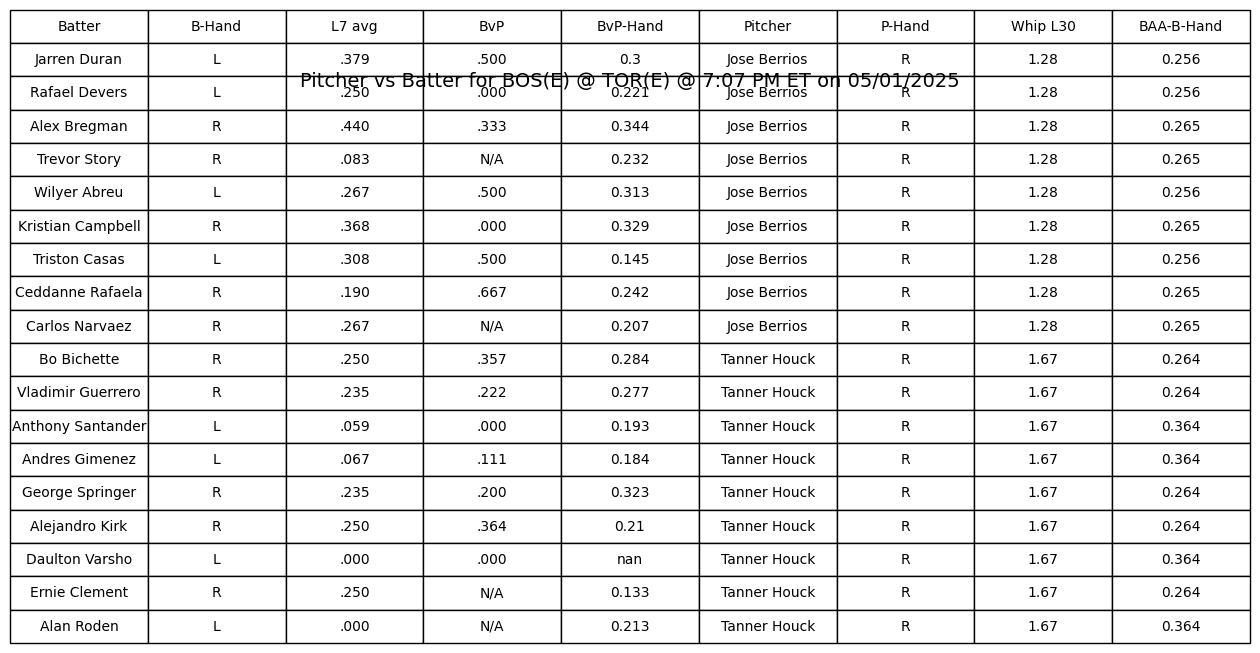 Batter B-Hand L7 avg BvP BvP-Hand Pitcher P-Hand Whip L30 BAA-B-Hand
Jarren Duran L .379 .500 0.3 Jose Berrios R 1.28 0.256
Pitcher vs Batter for BOS(E) @ TOR(E) @ 7:07 PM ET on 05/01/2025
Rafael Devers L .250 .000 0.221 Jose Berrios R 1.28 0.256
Alex Bregman R .440 .333 0.344 Jose Berrios R 1.28 0.265
Trevor Story R .083 N/A 0.232 Jose Berrios R 1.28 0.265
Wilyer Abreu L .267 .500 0.313 Jose Berrios R 1.28 0.256
Kristian Campbell R .368 .000 0.329 Jose Berrios R 1.28 0.265
Triston Casas L .308 .500 0.145 Jose Berrios R 1.28 0.256
Ceddanne Rafaela R .190 .667 0.242 Jose Berrios R 1.28 0.265
Carlos Narvaez R .267 N/A 0.207 Jose Berrios R 1.28 0.265
Bo Bichette R .250 .357 0.284 Tanner Houck R 1.67 0.264
Vladimir Guerrero R .235 .222 0.277 Tanner Houck R 1.67 0.264
Anthony Santander L .059 .000 0.193 Tanner Houck R 1.67 0.364
Andres Gimenez L .067 .111 0.184 Tanner Houck R 1.67 0.364
George Springer R .235 .200 0.323 Tanner Houck R 1.67 0.264
Alejandro Kirk R .250 .364 0.21 Tanner Houck R 1.67 0.264
Daulton Varsho L .000 .000 nan Tanner Houck R 1.67 0.364
Ernie Clement R .250 N/A 0.133 Tanner Houck R 1.67 0.264
Alan Roden L .000 N/A 0.213 Tanner Houck R 1.67 0.364